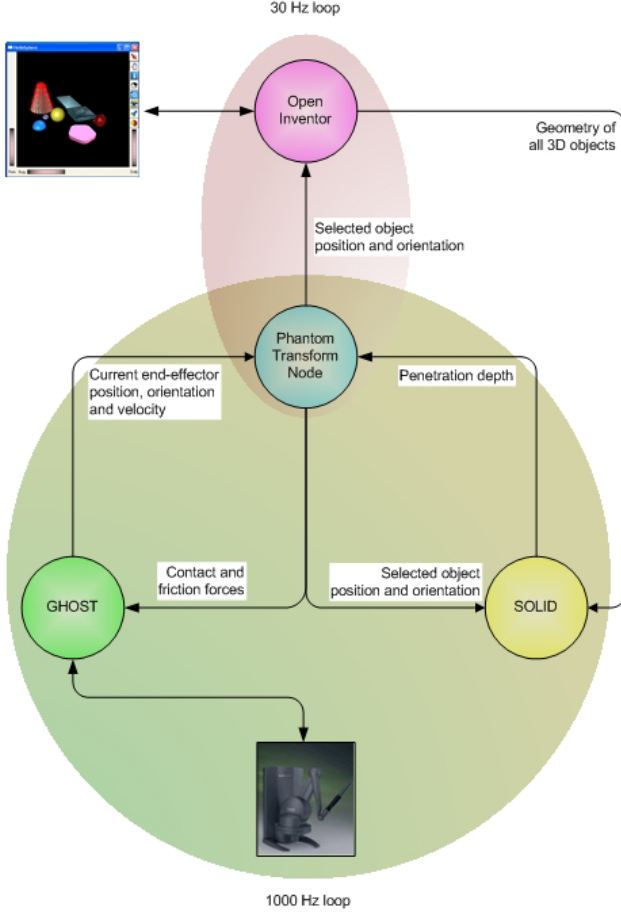 30 Hz loop
Open
Inventor
Geometry of
all 3D objects
Selected object
position and orientation
Phantom
Transform
Node
Current end-effector
position, orientation
and velocity
Penetration depth
Contact and
friction forces
Selected object
position and orientation
GHOST
SOLID
1000 Hz loop